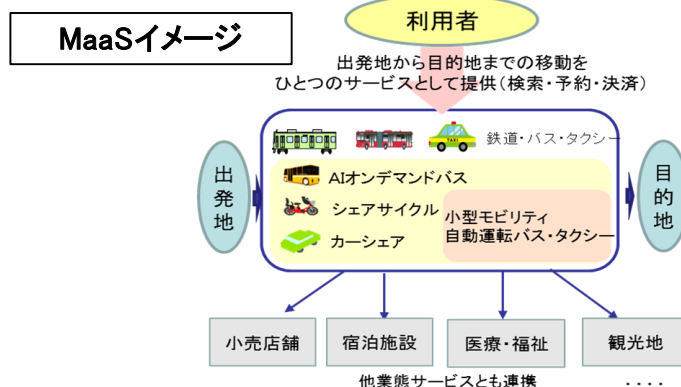 MaaSイメージ
利用者
出発地から目的地までの移動を
ひとつのサービスとして提供(検索・予約・決済)
TAXI
鉄道・バス・タクシー
出発地
AIオンデマンドバス
シェアサイクル
カーシェア
小型モビリティ
自動運転バス・タクシー
目的地
小売店舗
宿泊施設
医療・福祉
観光地
他業態サービスとも連携
・・・・